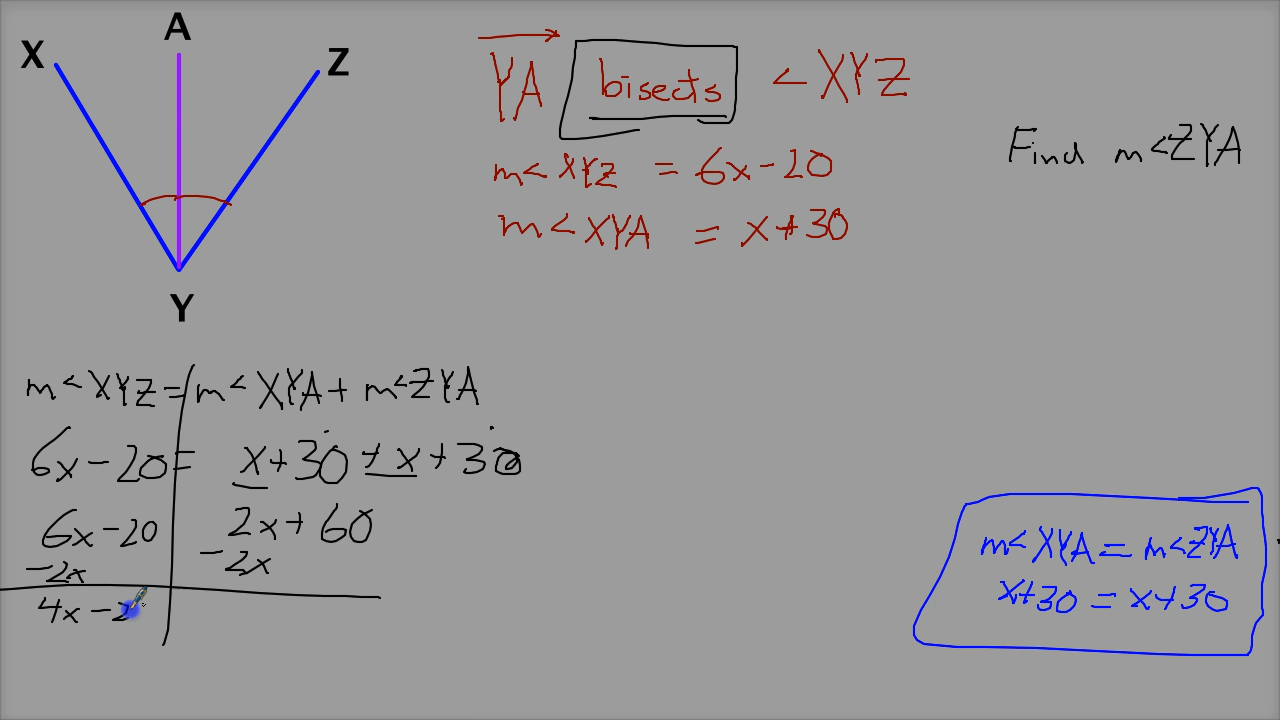 A
X
Z
Y
YA bisects < XYZ
m< XYZ = 6x-20
m< XYA = x+30
Find m<ZYA
m< XYZ = m< XYA + m<ZYA
6x-20 = x+30 + x+30
6x-20 2x+60
-2x -2x
4x-2
m< XYA = m<ZYA
x+30 = x+30